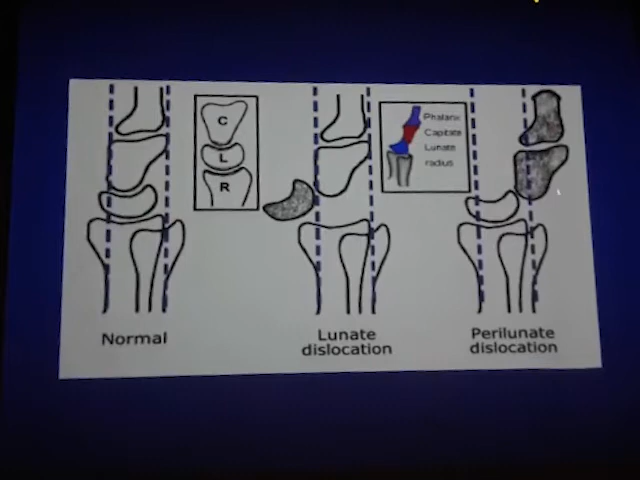 C
L
R
Phalanx
Capitate
Lunate
radius
Normal
Lunate
dislocation
Perilunate
dislocation